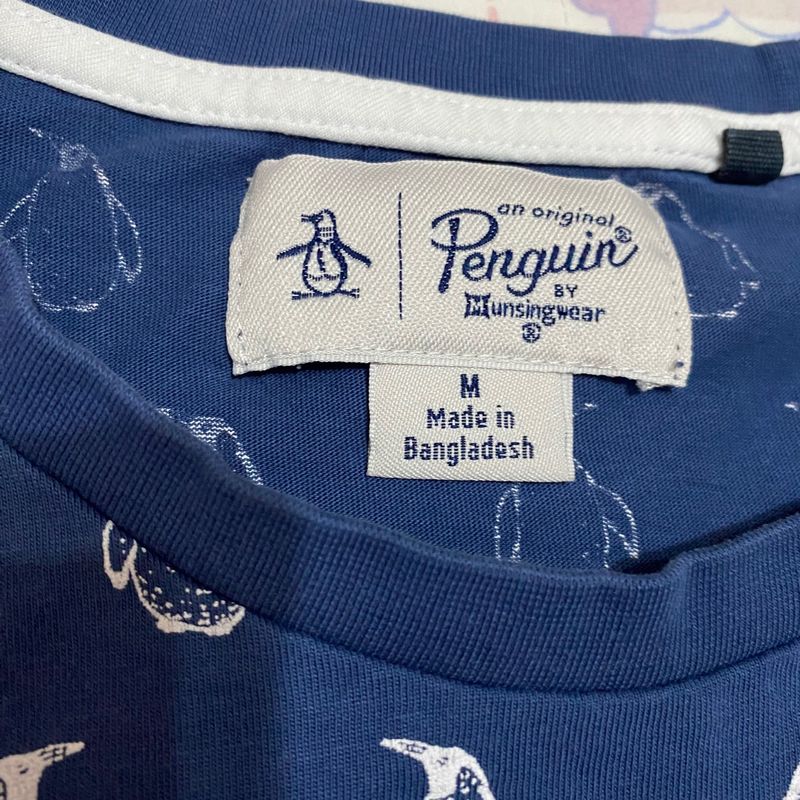 an original
Penguin®
BY
Munsingwear
®
M
Made in
Bangladesh